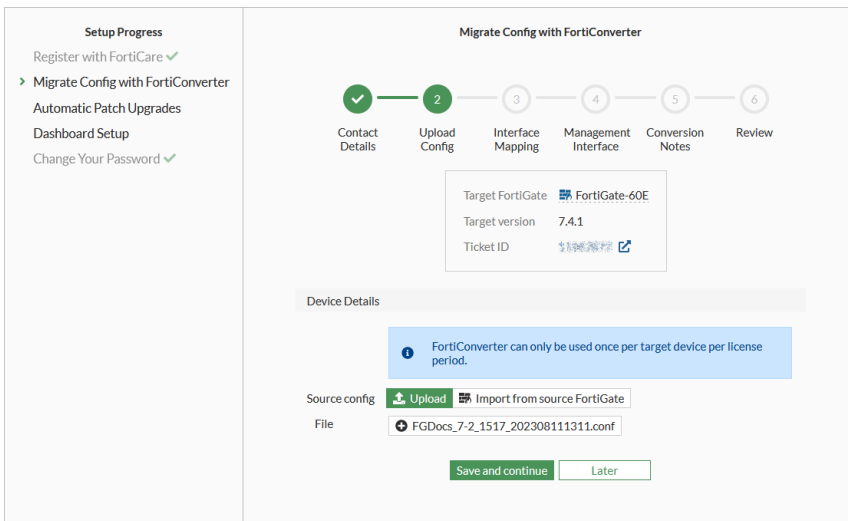 Setup Progress
Register with FortiCare
Migrate Config with FortiConverter
Automatic Patch Upgrades
Dashboard Setup
Change Your Password
Migrate Config with FortiConverter
2
3
4
5
6
Contact
Details
Upload
Config
Interface
Mapping
Management
Interface
Conversion
Notes
Review
Target FortiGate FortiGate-60E
Target version 7.4.1
Ticket ID
Device Details
FortiConverter can only be used once per target device per license
period.
Source config Upload Import from source FortiGate
File FGDocs_7-2_1517_202308111311.conf
Save and continue Later